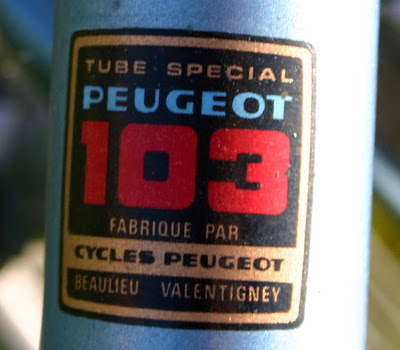 TUBE SPECIAL
PEUGEOT
103
FABRIQUE PAR
CYCLES PEUGEOT
BEAULIEU VALENTIGNEY